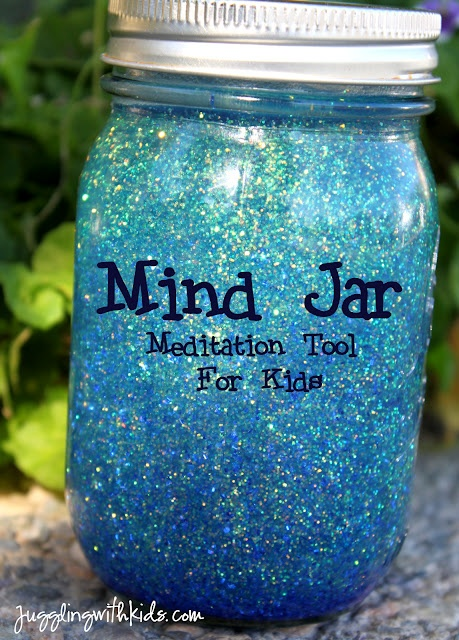 Mind Jar
Meditation Tool
For Kids
jugglingwithkids.com